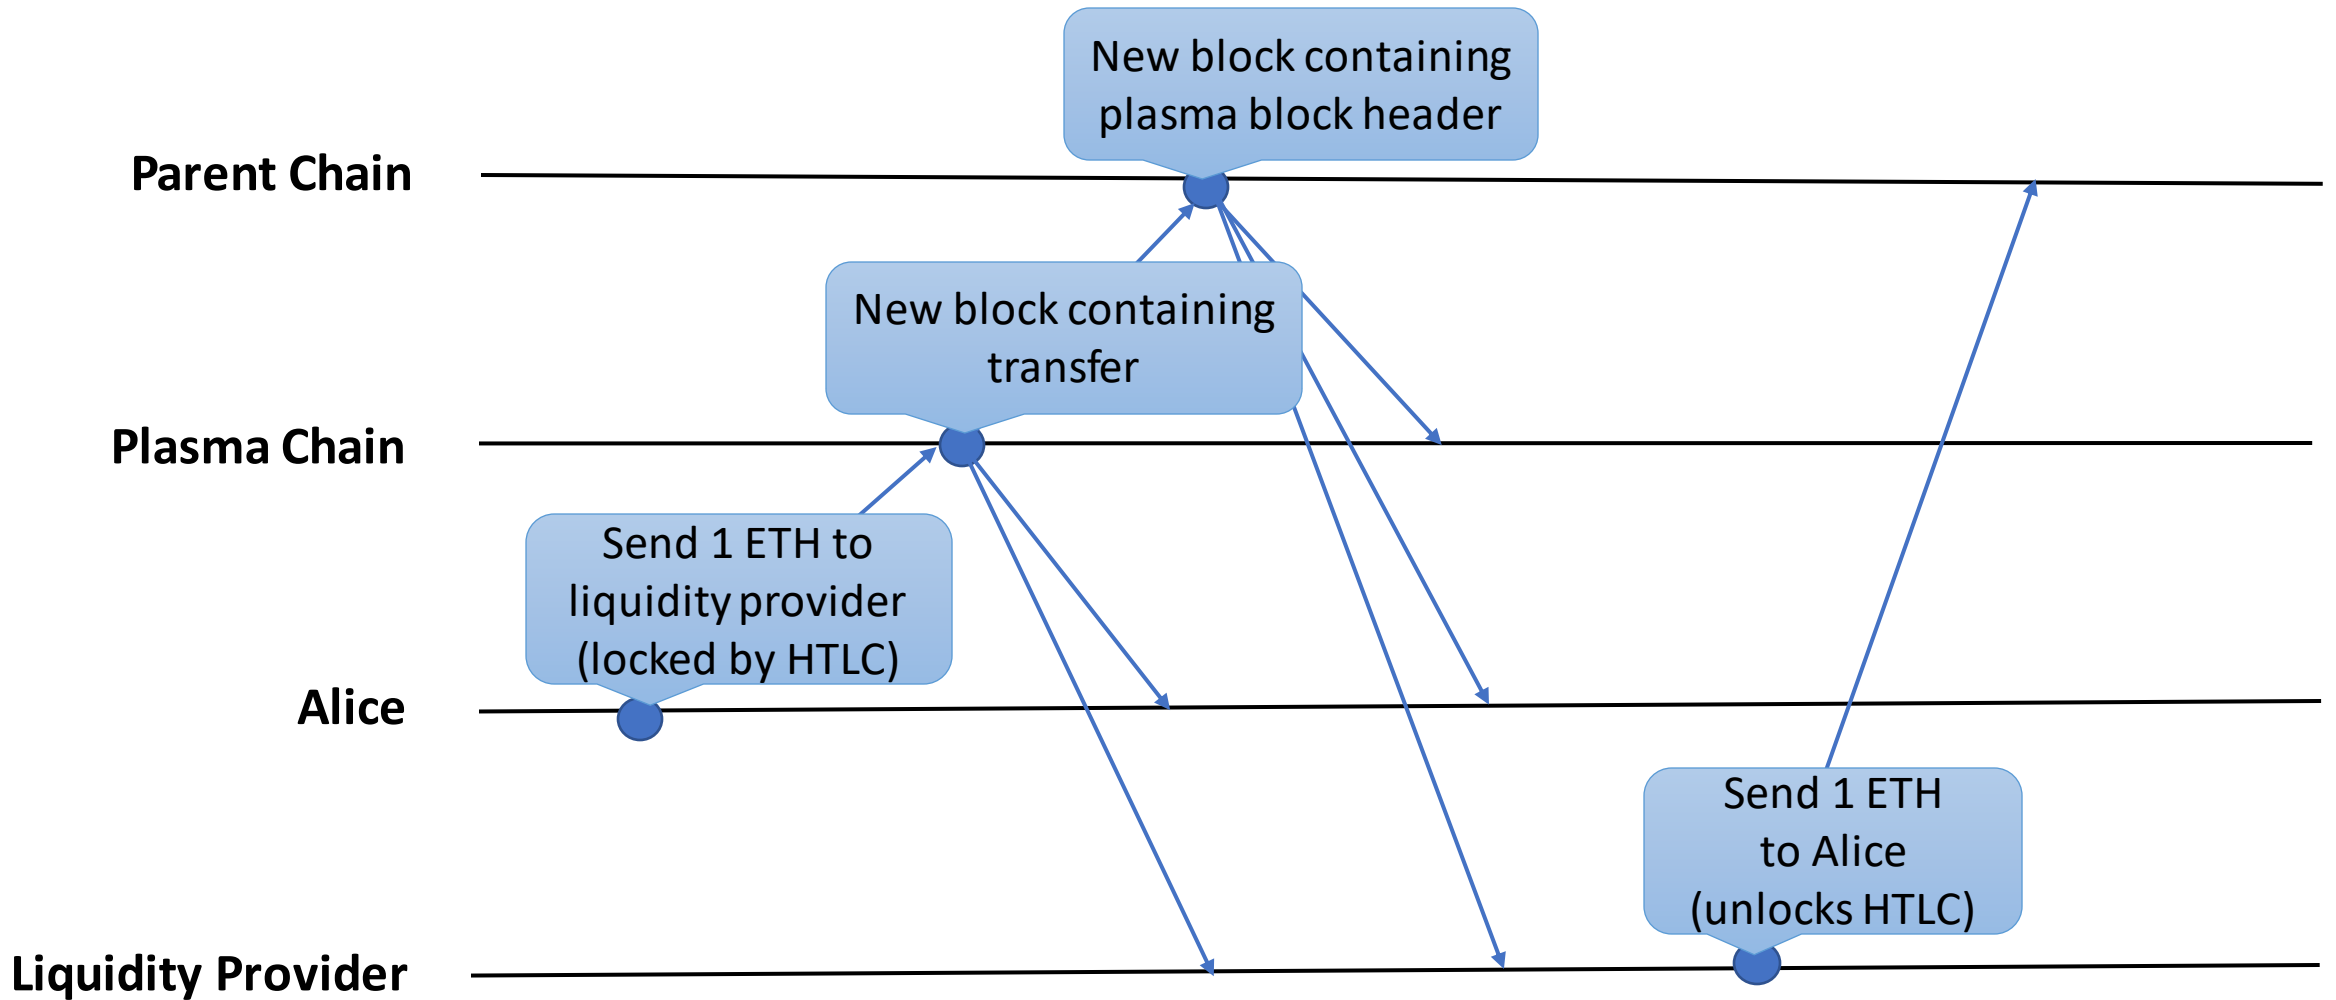 New block containing
plasma block header
Parent Chain
New block containing
transfer
Plasma Chain
Send 1 ETH to
liquidity provider
(locked by HTLC)
Alice
Send 1 ETH
to Alice
(unlocks HTLC)
Liquidity Provider